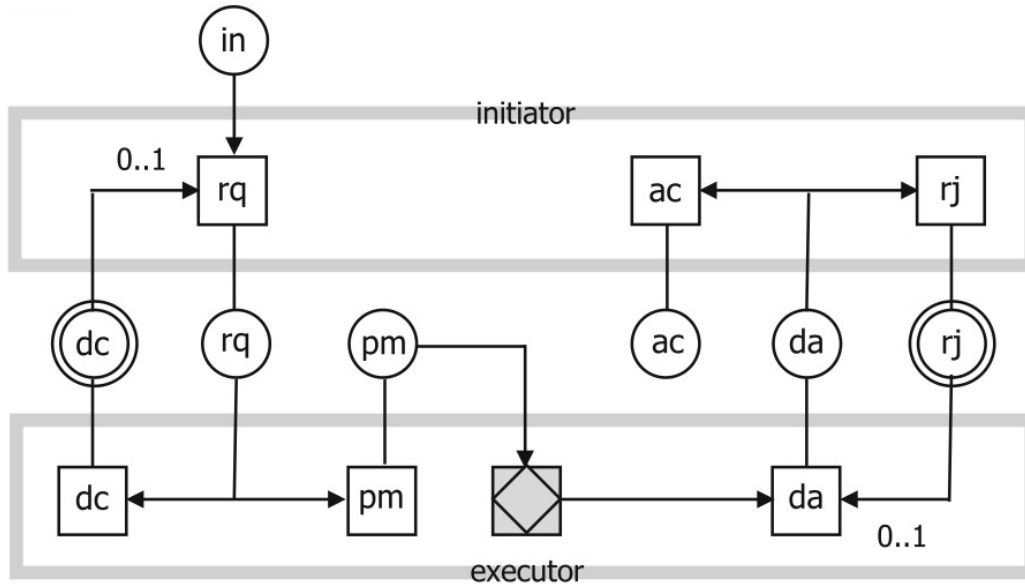 in
initiator
0..1
rq
ac
rj
dc
rq
pm
ac
da
rj
dc
pm
da
0..1
executor